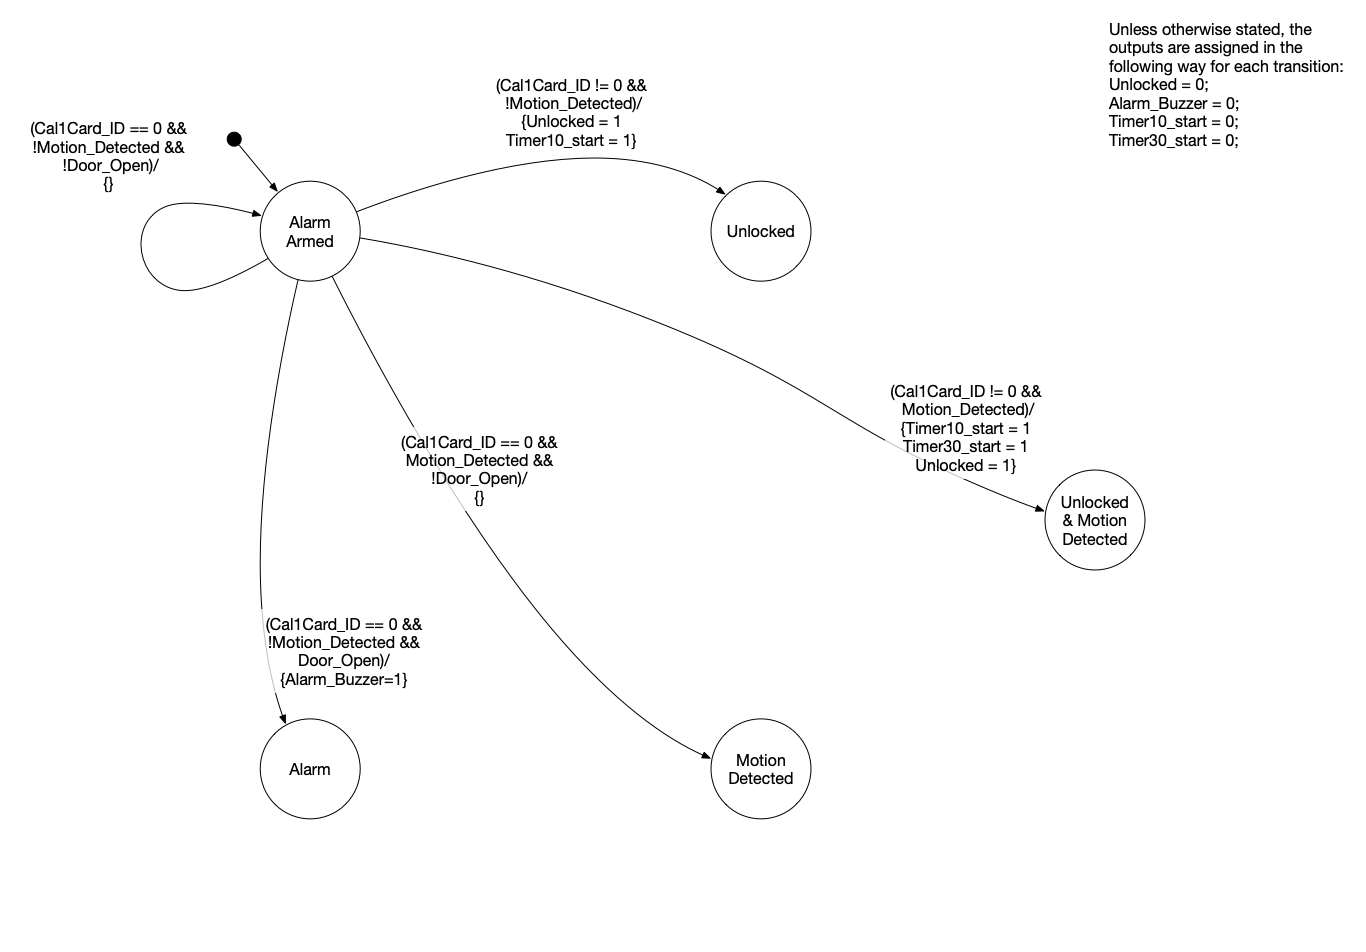 Unless otherwise stated, the
outputs are assigned in the
following way for each transition:
Unlocked = 0;
Alarm_Buzzer = 0;
Timer10_start = 0;
Timer30_start = 0;
(Cal1Card_ID != 0 &&
!Motion_Detected)/
{Unlocked = 1
Timer10_start = 1}
(Cal1Card_ID == 0 &&
!Motion_Detected &&
!Door_Open)/
{}
Alarm
Armed
Unlocked
(Cal1Card_ID != 0 &&
Motion_Detected)/
{Timer10_start = 1
Timer30_start = 1
Unlocked = 1}
(Cal1Card_ID == 0 &&
Motion_Detected &&
!Door_Open)/
{}
Unlocked
& Motion
Detected
(Cal1Card_ID == 0 &&
!Motion_Detected &&
Door_Open)/
{Alarm_Buzzer=1}
Alarm
Motion
Detected